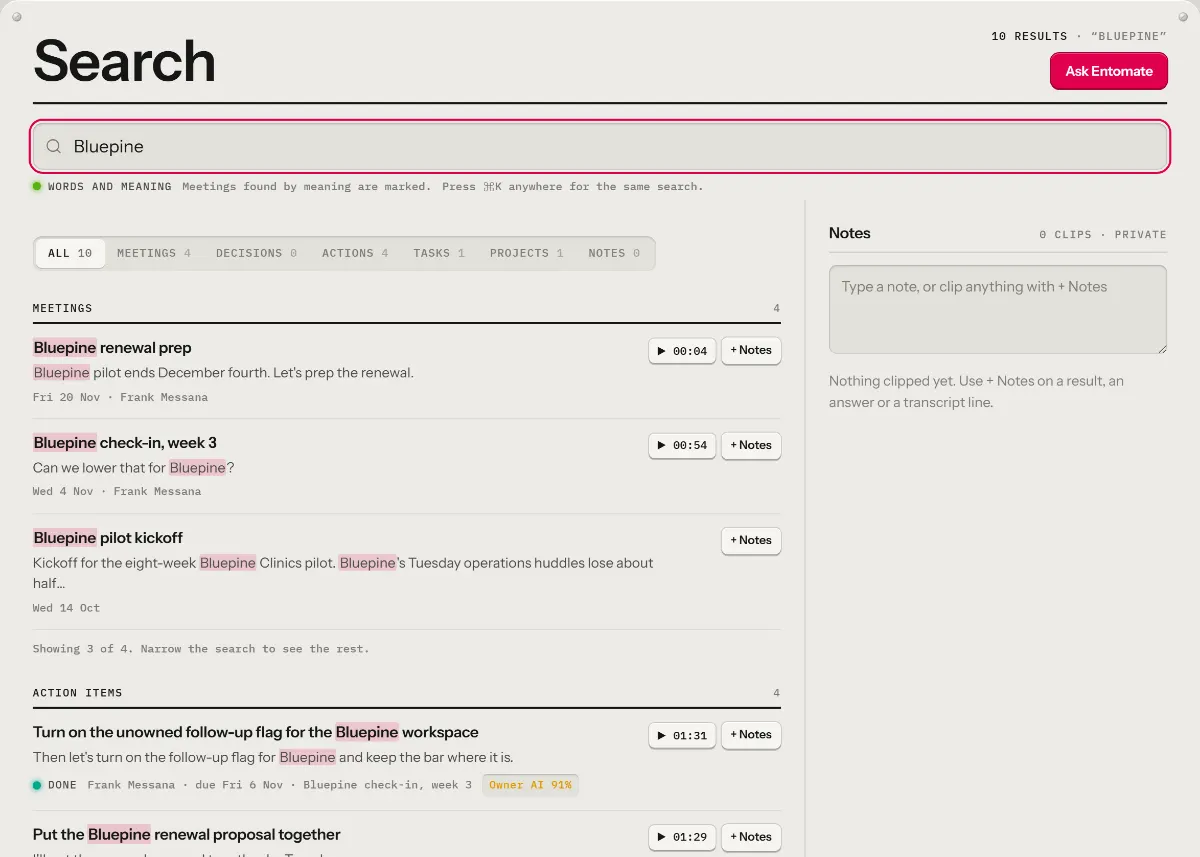 Search
10 RESULTS · “BLUEPINE”
Ask Entomate
Bluepine
WORDS AND MEANING Meetings found by meaning are marked. Press ⌘K anywhere for the same search.
ALL 10 MEETINGS 4 DECISIONS 0 ACTIONS 4 TASKS 1 PROJECTS 1 NOTES 0
MEETINGS 4
Bluepine renewal prep
▶ 00:04 + Notes
Bluepine pilot ends December fourth. Let's prep the renewal.
Fri 20 Nov · Frank Messana
Bluepine check-in, week 3
▶ 00:54 + Notes
Can we lower that for Bluepine?
Wed 4 Nov · Frank Messana
Bluepine pilot kickoff
+ Notes
Kickoff for the eight-week Bluepine Clinics pilot. Bluepine's Tuesday operations huddles lose about
half...
Wed 14 Oct
Showing 3 of 4. Narrow the search to see the rest.
ACTION ITEMS 4
Turn on the unowned follow-up flag for the Bluepine workspace
▶ 01:31 + Notes
Then let's turn on the follow-up flag for Bluepine and keep the bar where it is.
DONE Frank Messana · due Fri 6 Nov · Bluepine check-in, week 3 Owner AI 91%
Put the Bluepine renewal proposal together
▶ 01:29 + Notes
Notes
0 CLIPS · PRIVATE
Type a note, or clip anything with + Notes
Nothing clipped yet. Use + Notes on a result, an
answer or a transcript line.